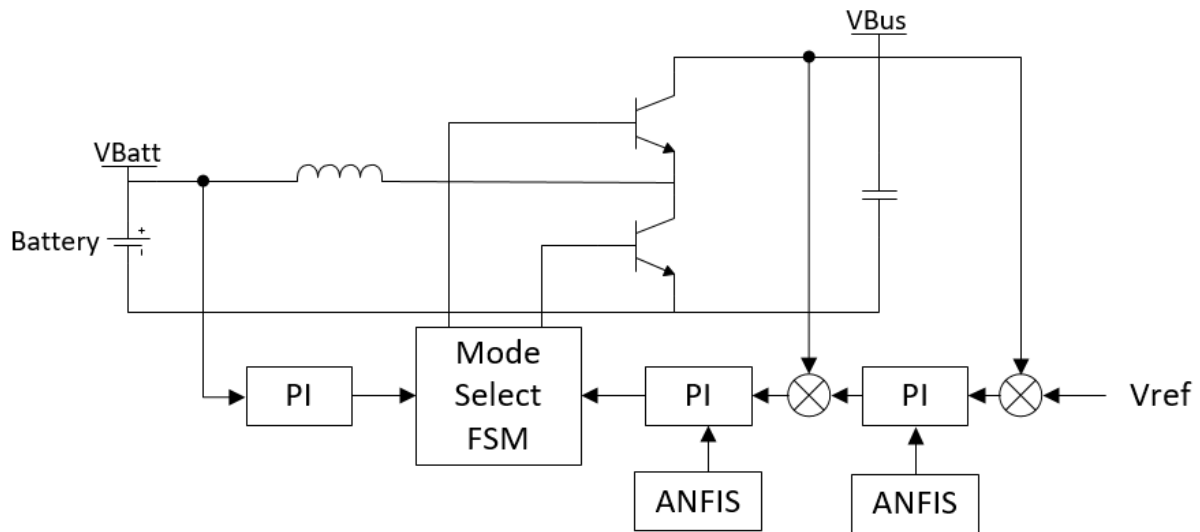 VBus
VBatt
Battery
+
-
Mode
Select
FSM
PI
PI
PI
Vref
ANFIS
ANFIS